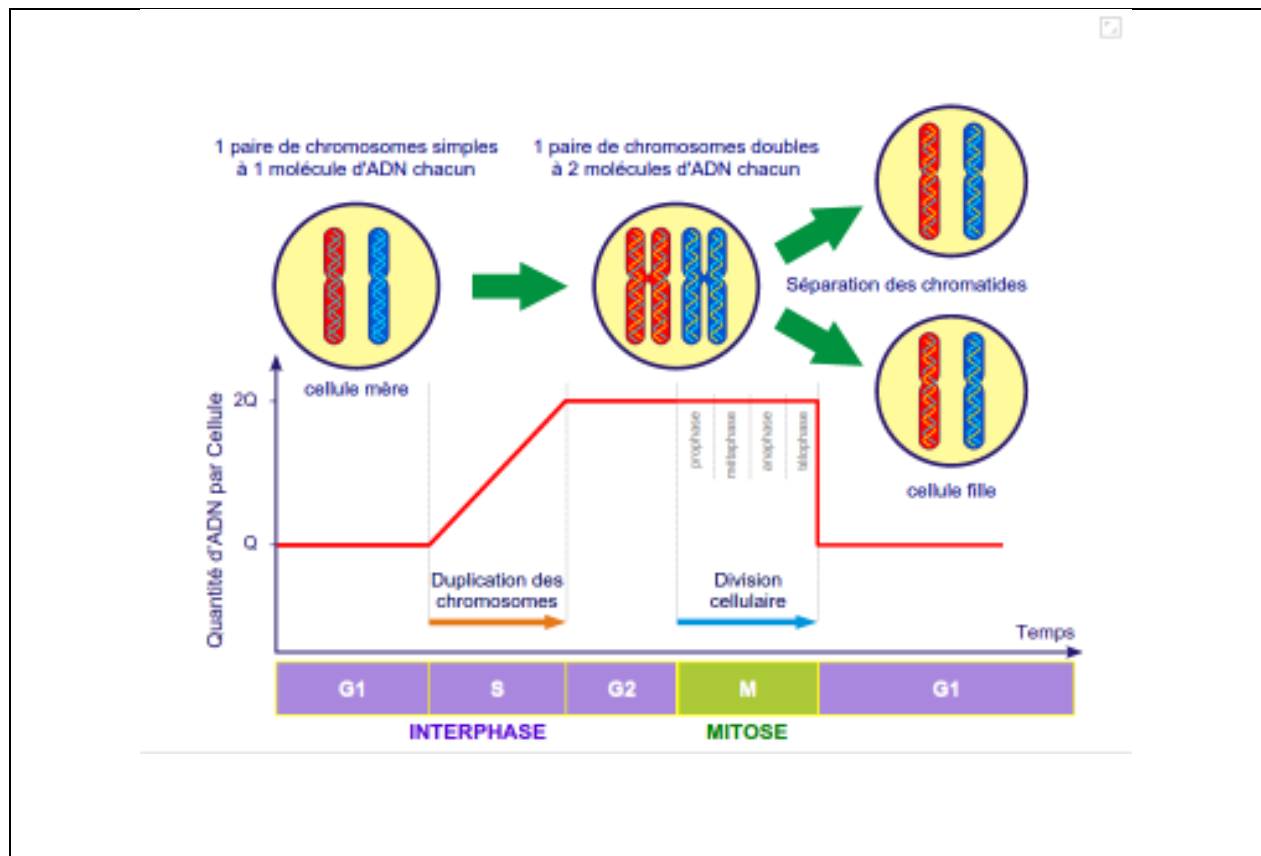 1 paire de chromosomes simples
à 1 molécule d'ADN chacun
1 paire de chromosomes doubles
à 2 molécules d'ADN chacun
Séparation des chromatides
cellule mère
cellule fille
Quantité d'ADN par Cellule
2Q
Q
prophase
métaphase
anaphase
télophase
Duplication des
chromosomes
Division
cellulaire
Temps
G1
S
G2
M
G1
INTERPHASE
MITOSE